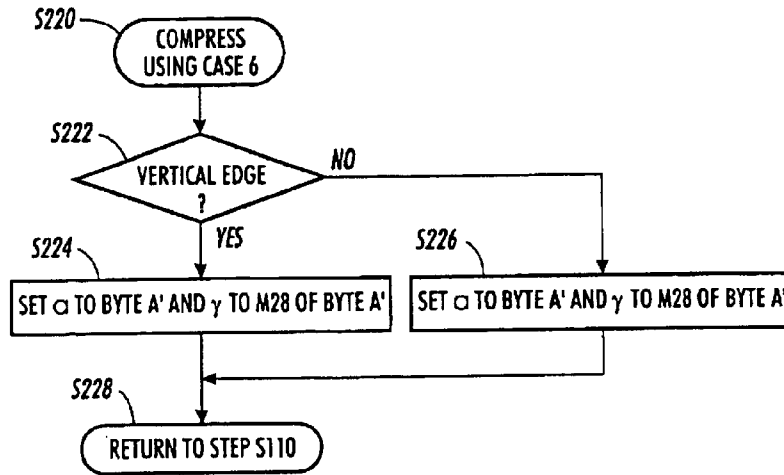 S220
COMPRESS
USING CASE 6
S222
VERTICAL EDGE
?
NO
YES
S224
SET α TO BYTE A' AND γ TO M28 OF BYTE A'
S226
SET α TO BYTE A' AND γ TO M28 OF BYTE A'
S228
RETURN TO STEP S110